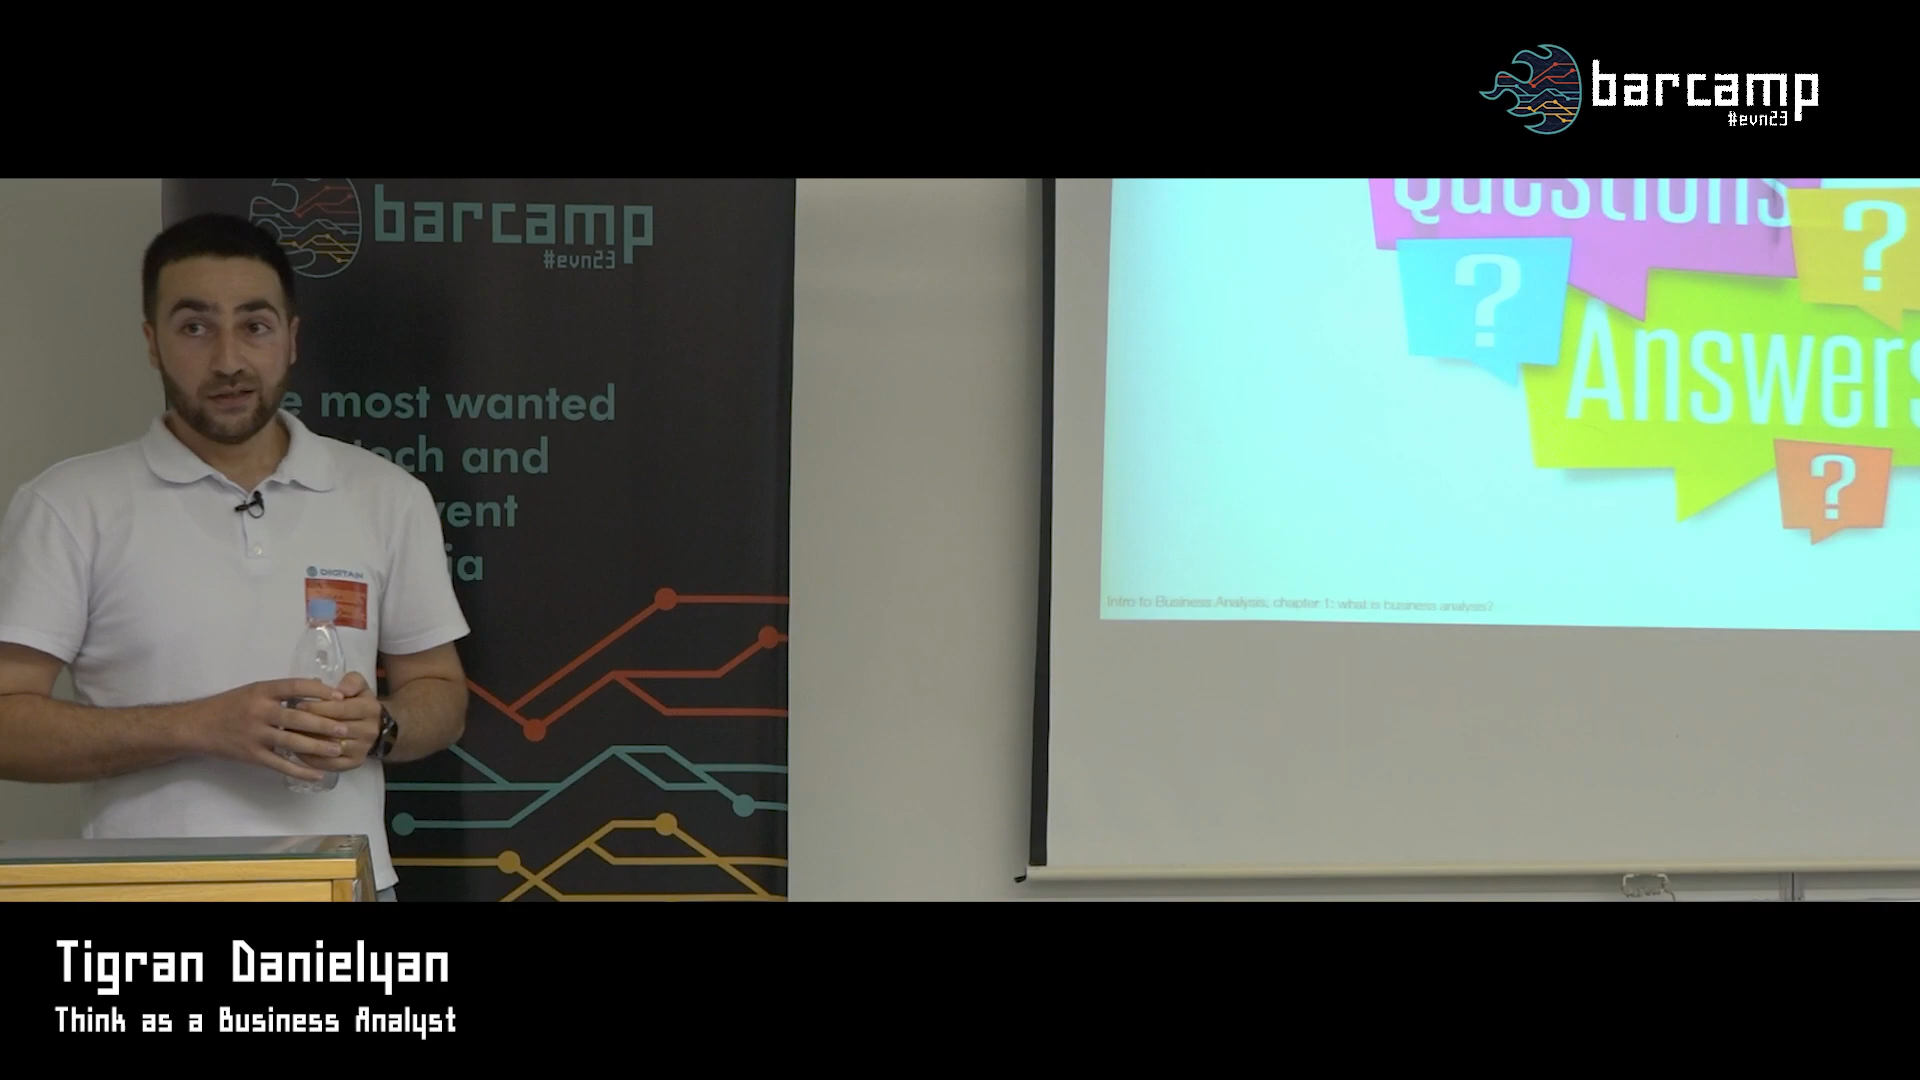 barcamp
#evn23
barcamp
#evn23
e most wanted
tech and
vent
ia
DIGITAIN
Questions
?
?
Answers
?
Intro to Business Analysis, chapter 1: what is business analysis?
Tigran Danielyan
Think as a Business Analyst